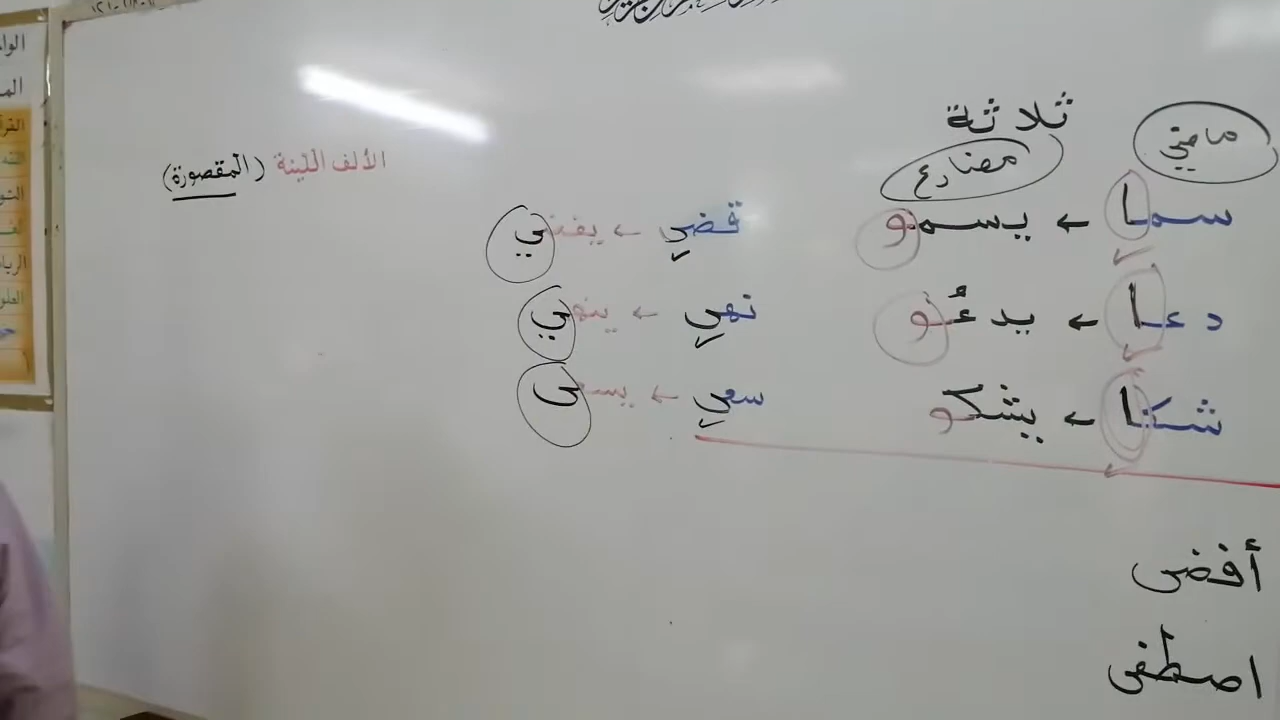 ثلاثة
ماضي
مضارع
سما ← يسمو
دعا ← يدعُو
شكا ← يشكو
الألف اللينة (المقصورة)
قضى ←
نهى ← ينهي
سعى ← يسعى
أفضى
اصطفى